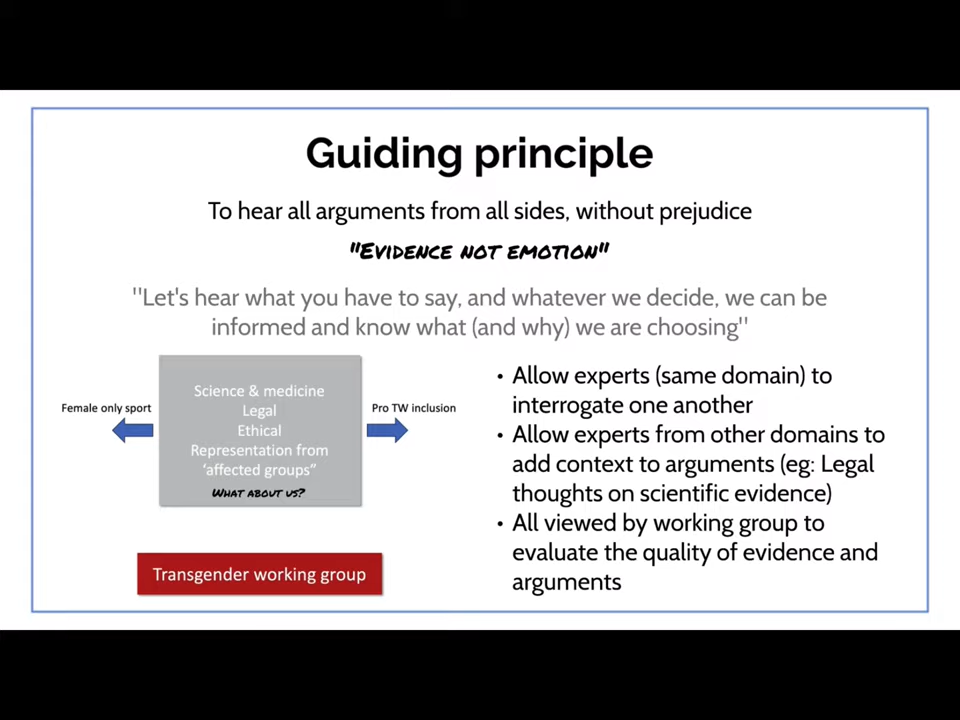 Guiding principle
To hear all arguments from all sides, without prejudice
"Evidence not emotion"
"Let's hear what you have to say, and whatever we decide, we can be
informed and know what (and why) we are choosing"
Female only sport
Science & medicine
Legal
Ethical
Representation from
'affected groups"
What about us?
Pro TW inclusion
Transgender working group
• Allow experts (same domain) to
interrogate one another
• Allow experts from other domains to
add context to arguments (eg: Legal
thoughts on scientific evidence)
• All viewed by working group to
evaluate the quality of evidence and
arguments